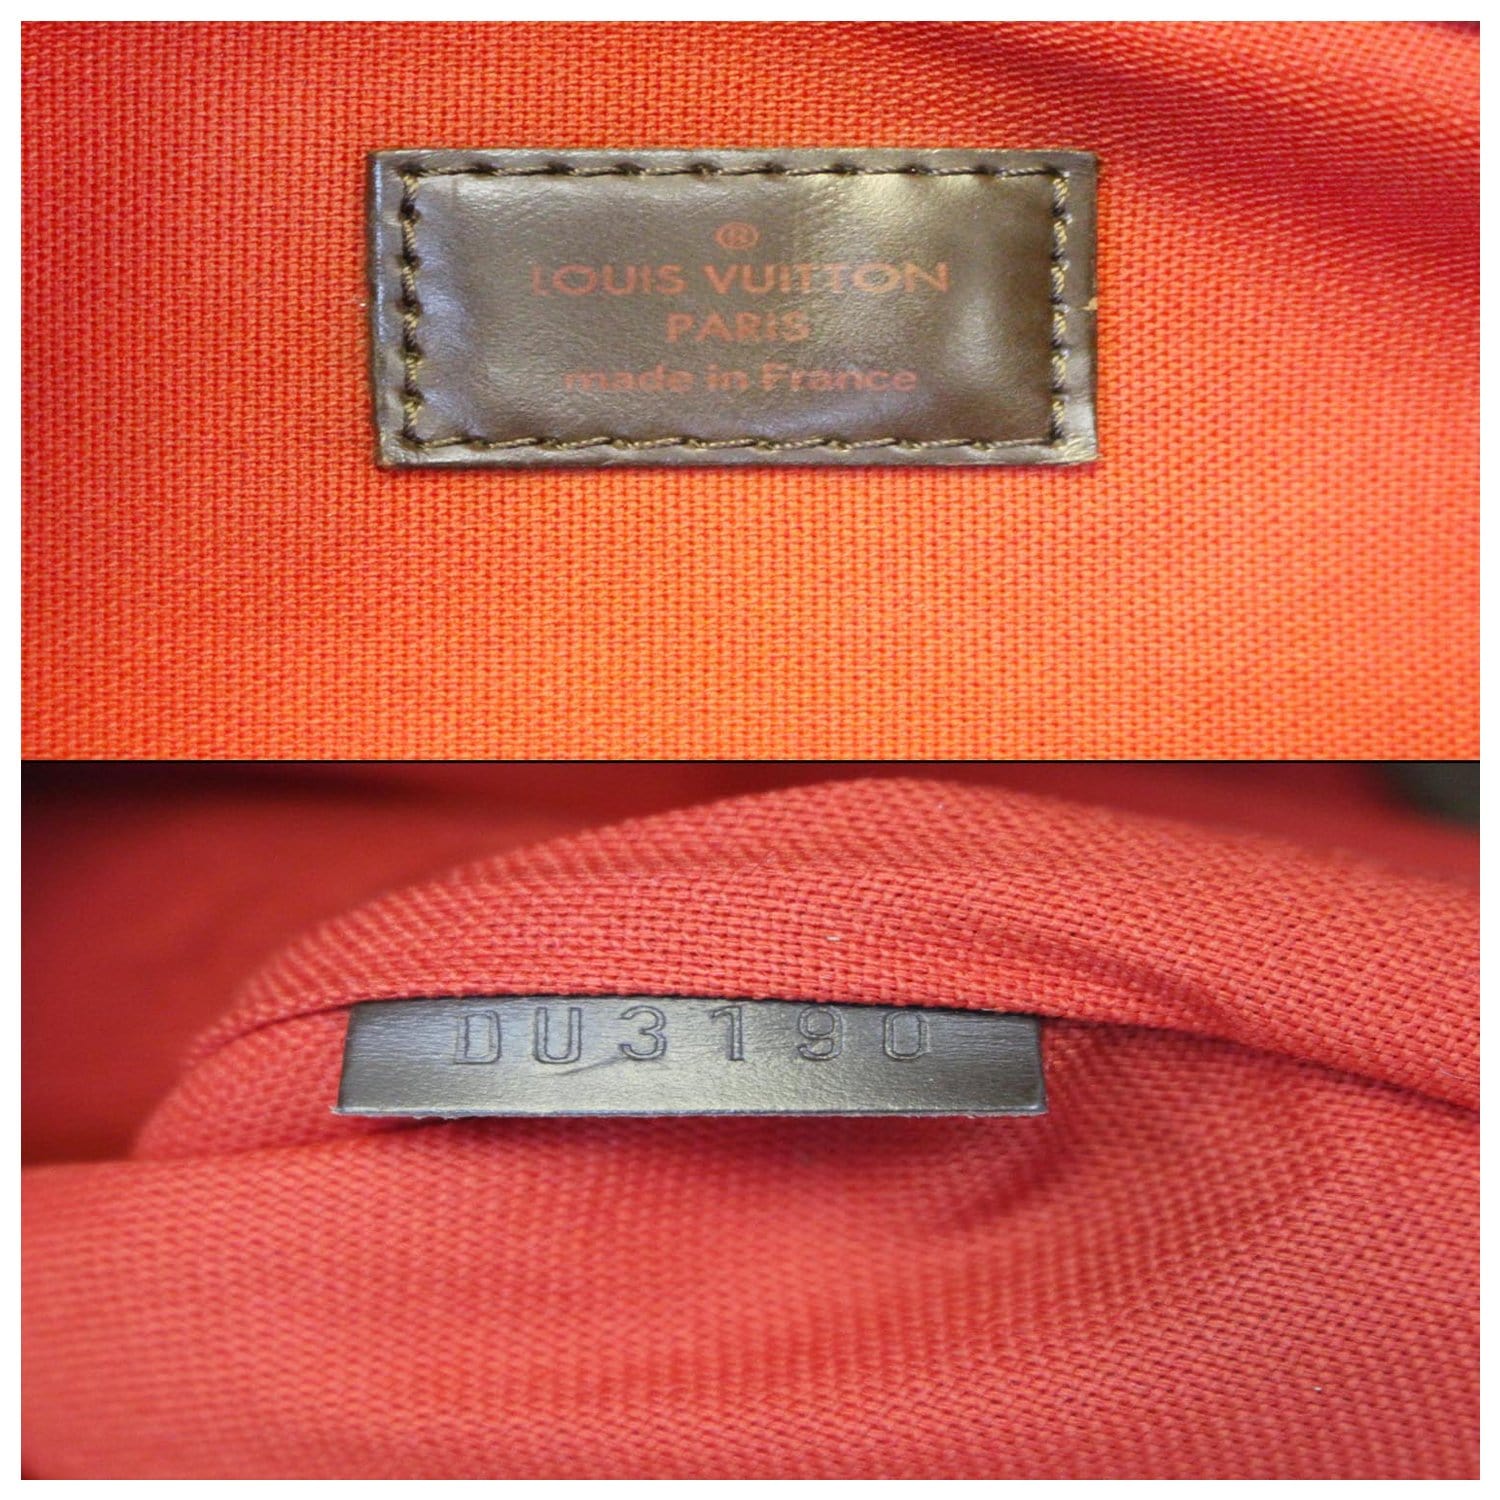 ®
LOUIS VUITTON
PARIS
made in France
DU3190